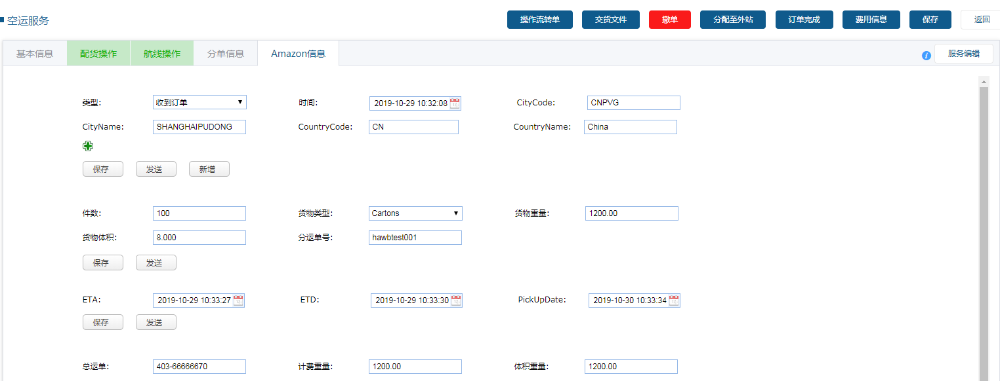 空运服务 操作流转单 交货文件 撤单 分配至外站 订单完成 费用信息 保存 返回
基本信息 配货操作 航线操作 分单信息 Amazon信息 i 服务编辑
类型: 收到订单 时间: 2019-10-29 10:32:08 CityCode: CNPVG
CityName: SHANGHAIPUDONG CountryCode: CN CountryName: China
保存 发送 新增
件数: 100 货物类型: Cartons 货物重量: 1200.00
货物体积: 8.000 分运单号: hawbtest001
保存 发送
ETA: 2019-10-29 10:33:27 ETD: 2019-10-29 10:33:30 PickUpDate: 2019-10-30 10:33:34
保存 发送
总运单: 403-66666670 计费重量: 1200.00 体积重量: 1200.00